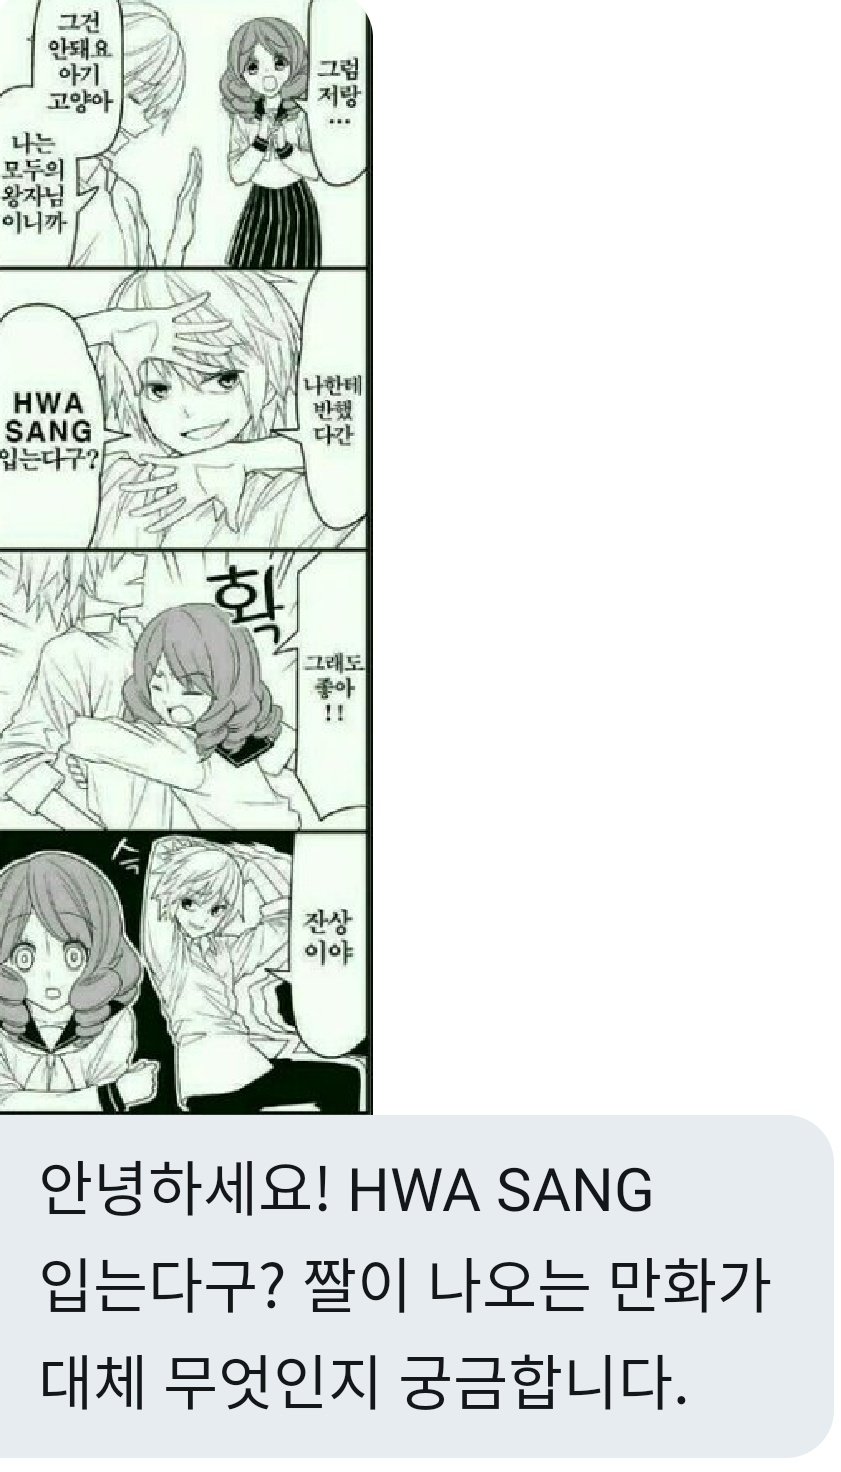 그럼
저랑
...
그건
안돼요
아기
고양아
나는
모두의
왕자님
이니까
나한테
반했
다간
HWA
SANG
입는다구?
그래도
좋아
!!
확
잔상
이야
슥
안녕하세요! HWA SANG
입는다구? 짤이 나오는 만화가
대체 무엇인지 궁금합니다.